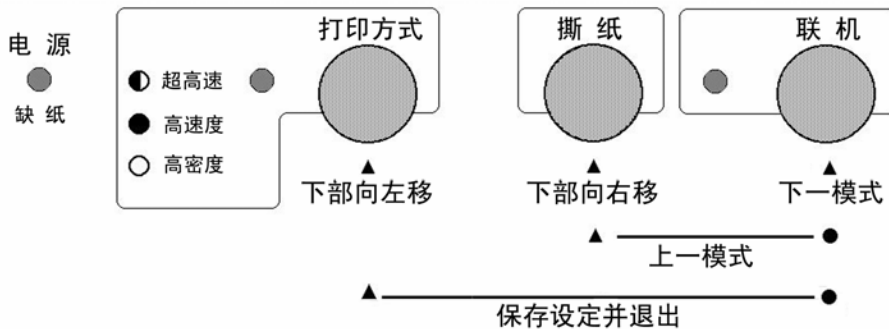 打印方式
撕 纸
联 机
电 源
超高速
缺 纸
高速度
高密度
下部向左移
下部向右移
下一模式
上一模式
保存设定并退出